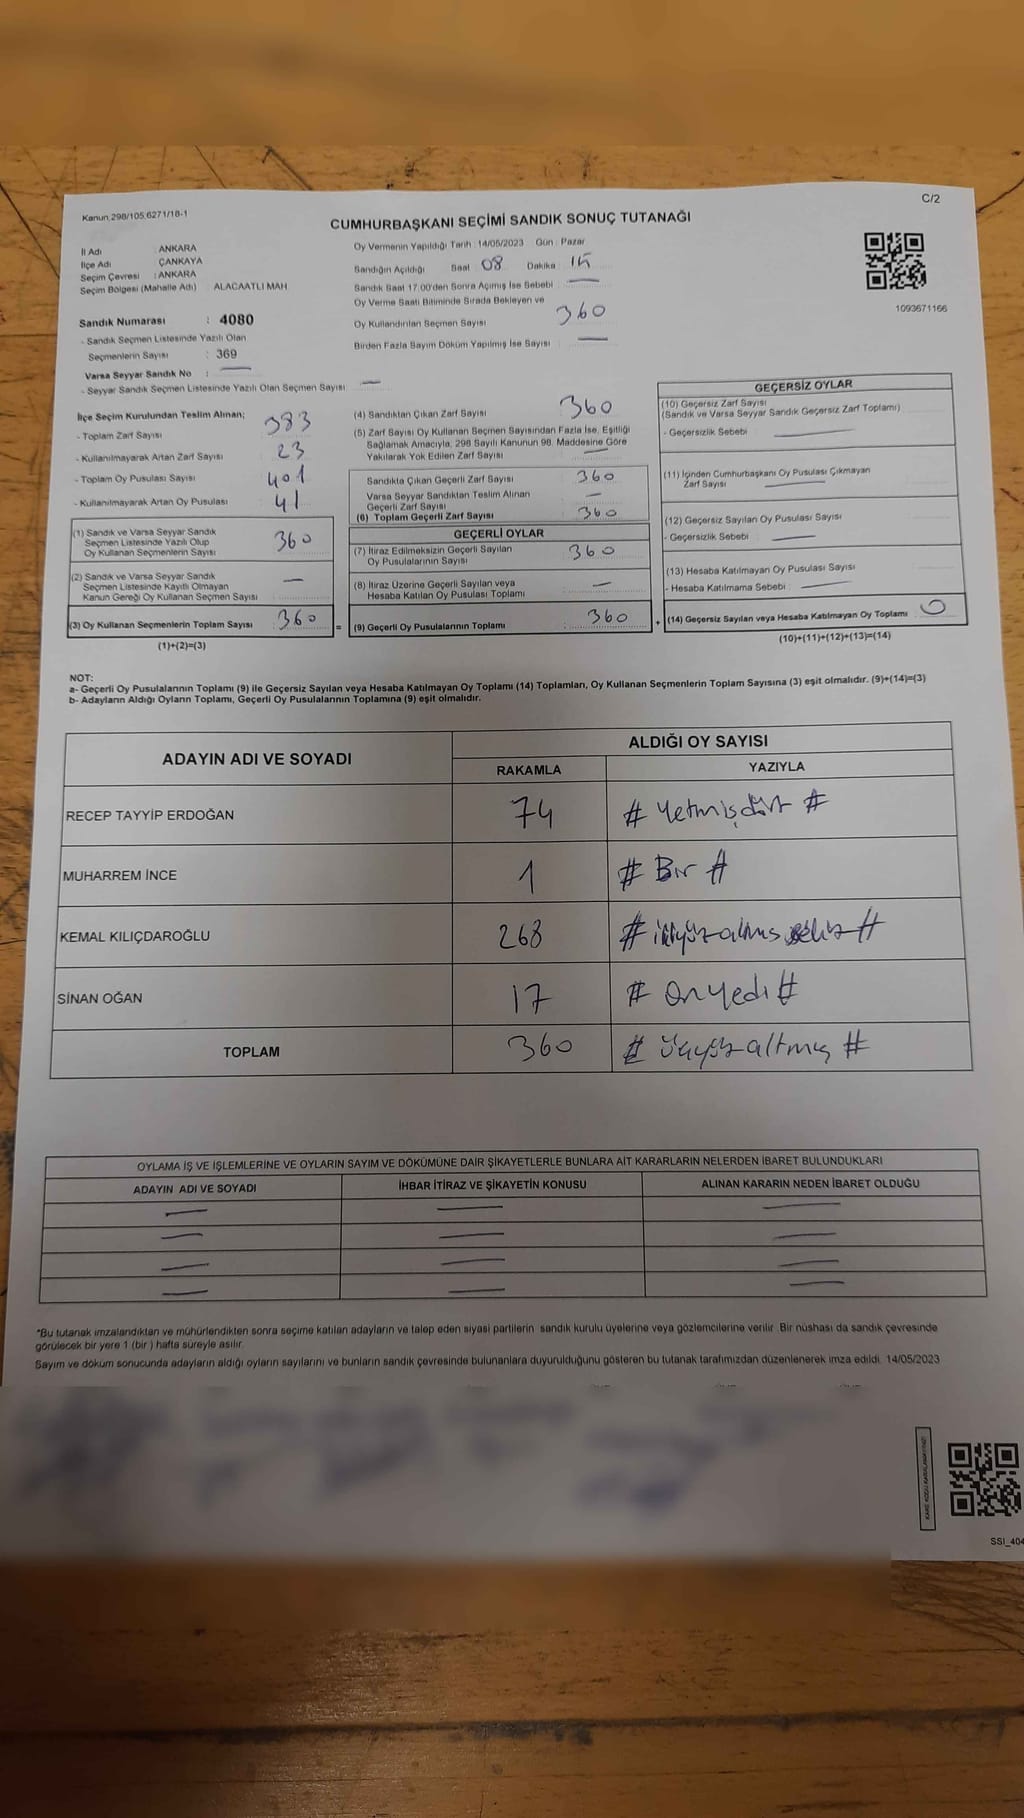 C/2
Kanun 298/105,6271/18-1
CUMHURBAŞKANI SEÇİMİ SANDIK SONUÇ TUTANAĞI
İl Adı : ANKARA
İlçe Adı : ÇANKAYA
Seçim Çevresi : ANKARA
Seçim Bölgesi (Mahalle Adı) ALACAATLI MAH
Sandık Numarası : 4080
- Sandık Seçmen Listesinde Yazılı Olan
Seçmenlerin Sayısı : 369
Varsa Seyyar Sandık No : —
- Seyyar Sandık Seçmen Listesinde Yazılı Olan Seçmen Sayısı: —
Oy Vermenin Yapıldığı Tarih : 14/05/2023 Gün : Pazar
Sandığın Açıldığı Saat 08 Dakika 15
Sandık Saat 17.00'den Sonra Açımış İse Sebebi —
Oy Verme Saati Bitiminde Sırada Bekleyen ve
Oy Kullandırılan Seçmen Sayısı 360
Birden Fazla Sayım Döküm Yapılmış İse Sayısı —
1093671166
İlçe Seçim Kurulundan Teslim Alınan;
- Toplam Zarf Sayısı 383
- Kullanılmayarak Artan Zarf Sayısı 23
- Toplam Oy Pusulası Sayısı 401
- Kullanılmayarak Artan Oy Pusulası 41
(1) Sandık ve Varsa Seyyar Sandık
Seçmen Listesinde Yazılı Olup
Oy Kullanan Seçmenlerin Sayısı 360
(2) Sandık ve Varsa Seyyar Sandık
Seçmen Listesinde Kayıtlı Olmayan
Kanun Gereği Oy Kullanan Seçmen Sayısı —
(3) Oy Kullanan Seçmenlerin Toplam Sayısı 360 =
(1)+(2)=(3)
(4) Sandıktan Çıkan Zarf Sayısı 360
(5) Zarf Sayısı Oy Kullanan Seçmen Sayısından Fazla İse, Eşitliği
Sağlamak Amacıyla, 298 Sayılı Kanunun 98. Maddesine Göre
Yakılarak Yok Edilen Zarf Sayısı —
Sandıkta Çıkan Geçerli Zarf Sayısı 360
Varsa Seyyar Sandıktan Teslim Alınan
Geçerli Zarf Sayısı —
(6) Toplam Geçerli Zarf Sayısı 360
GEÇERLİ OYLAR
(7) İtiraz Edilmeksizin Geçerli Sayılan
Oy Pusulalarının Sayısı 360
(8) İtiraz Üzerine Geçerli Sayılan veya
Hesaba Katılan Oy Pusulası Toplamı —
(9) Geçerli Oy Pusulalarının Toplamı 360 +
GEÇERSİZ OYLAR
(10) Geçersiz Zarf Sayısı
(Sandık ve Varsa Seyyar Sandık Geçersiz Zarf Toplamı)
- Geçersizlik Sebebi —
(11) İçinden Cumhurbaşkanı Oy Pusulası Çıkmayan
Zarf Sayısı —
(12) Geçersiz Sayılan Oy Pusulası Sayısı
- Geçersizlik Sebebi —
(13) Hesaba Katılmayan Oy Pusulası Sayısı
- Hesaba Katılmama Sebebi —
(14) Geçersiz Sayılan veya Hesaba Katılmayan Oy Toplamı 0
(10)+(11)+(12)+(13)=(14)
NOT:
a- Geçerli Oy Pusulalarının Toplamı (9) ile Geçersiz Sayılan veya Hesaba Katılmayan Oy Toplamı (14) Toplamları, Oy Kullanan Seçmenlerin Toplam Sayısına (3) eşit olmalıdır. (9)+(14)=(3)
b- Adayların Aldığı Oyların Toplamı, Geçerli Oy Pusulalarının Toplamına (9) eşit olmalıdır.
ADAYIN ADI VE SOYADI ALDIĞI OY SAYISI
RAKAMLA YAZIYLA
RECEP TAYYİP ERDOĞAN 74 # Yetmişdört #
MUHARREM İNCE 1 # Bir #
KEMAL KILIÇDAROĞLU 268 # ikiyüzaltmışsekiz #
SİNAN OĞAN 17 # Onyedi #
TOPLAM 360 # üçyüzaltmış #
OYLAMA İŞ VE İŞLEMLERİNE VE OYLARIN SAYIM VE DÖKÜMÜNE DAİR ŞİKAYETLERLE BUNLARA AİT KARARLARIN NELERDEN İBARET BULUNDUKLARI
ADAYIN ADI VE SOYADI İHBAR İTİRAZ VE ŞİKAYETİN KONUSU ALINAN KARARIN NEDEN İBARET OLDUĞU
— — —
— — —
— — —
— — —
*Bu tutanak imzalandıktan ve mühürlendikten sonra seçime katılan adayların ve talep eden siyasi partilerin sandık kurulu üyelerine veya gözlemcilerine verilir. Bir nüshası da sandık çevresinde
görülecek bir yere 1 (bir) hafta süreyle asılır.
Sayım ve döküm sonucunda adayların aldığı oyların sayılarını ve bunların sandık çevresinde bulunanlara duyurulduğunu gösteren bu tutanak tarafımızdan düzenlenerek imza edildi. 14/05/2023